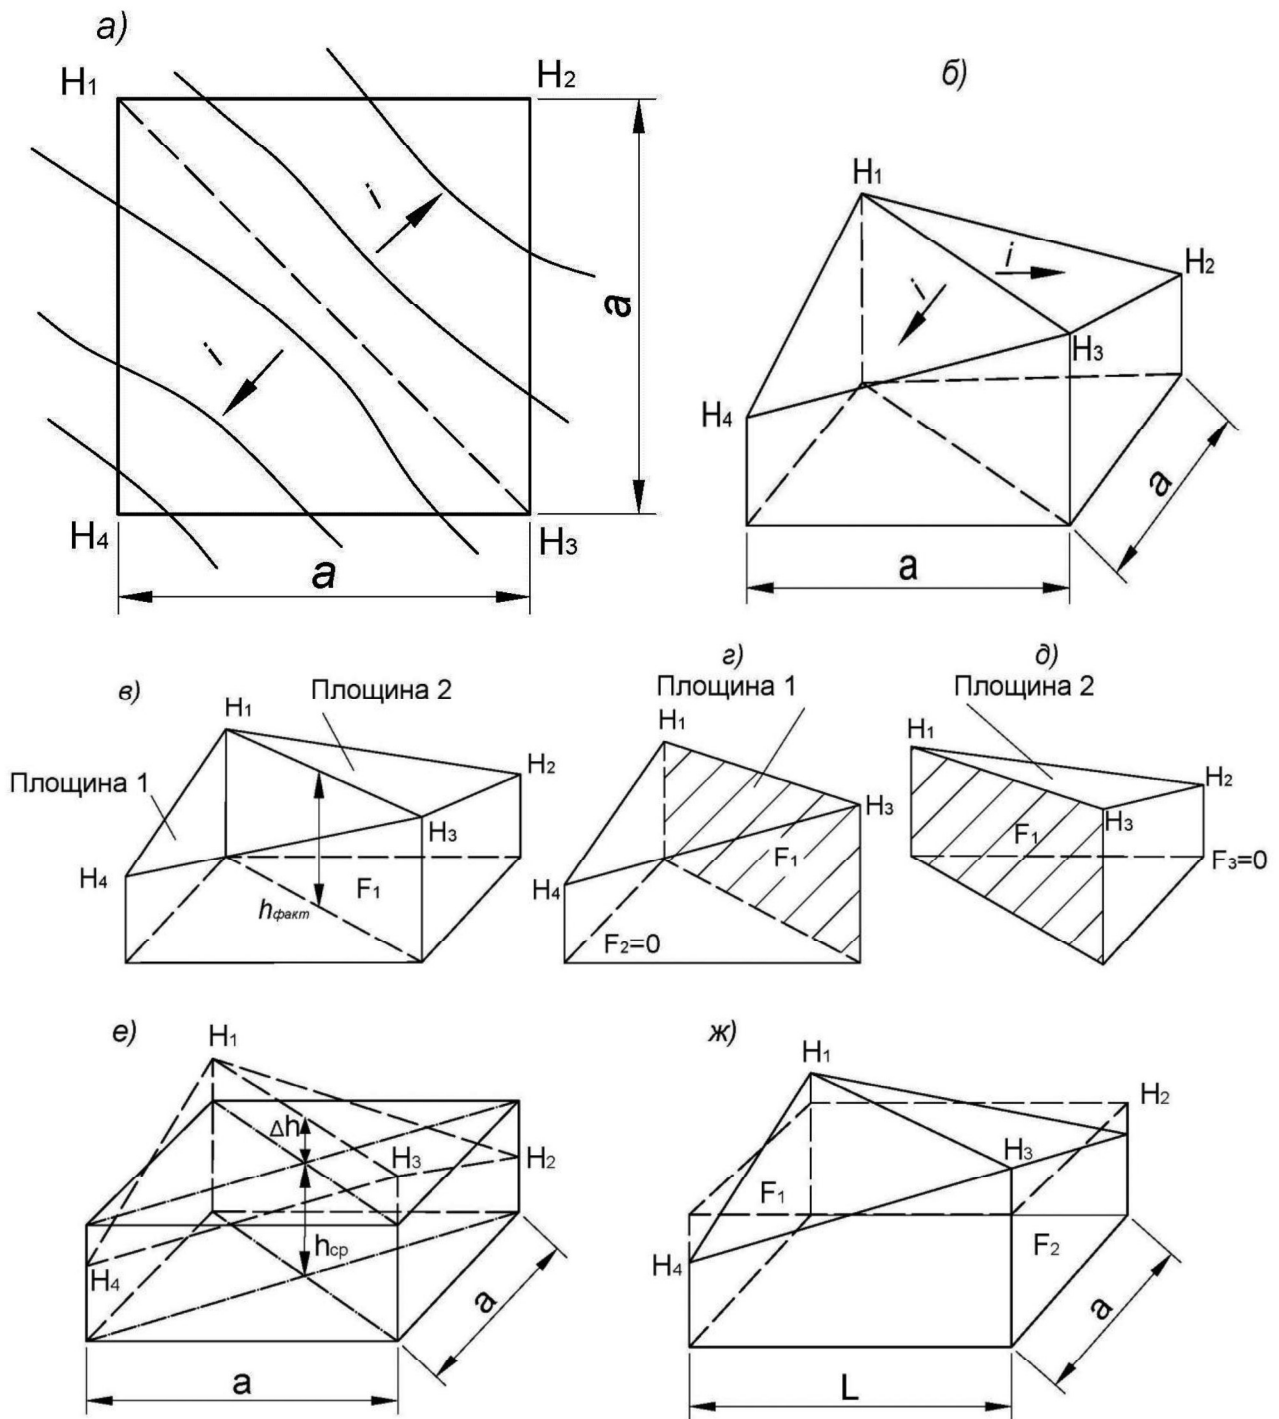 а)
H1
H2
i
i
a
H4
H3
a
б)
H1
i
i
H2
H3
H4
a
a
в)
Площина 2
H1
Площина 1
H2
H3
H4
F1
hфакт
г)
Площина 1
H1
H3
F1
H4
F2=0
д)
Площина 2
H1
H2
F1
H3
F3=0
е)
H1
Δh
H3
H2
hср
H4
a
a
ж)
H1
H2
H3
F1
H4
F2
a
L